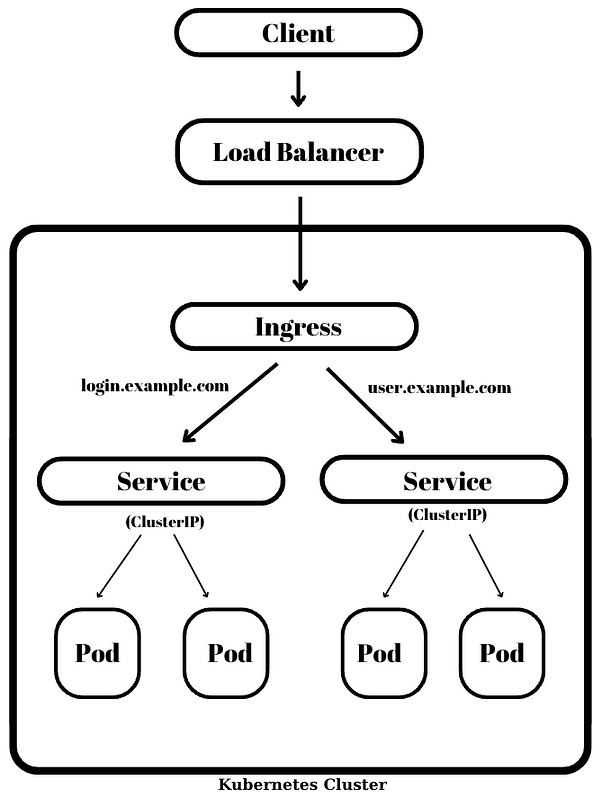 Client
Load Balancer
Ingress
login.example.com
user.example.com
Service
Service
(ClusterIP)
(ClusterIP)
Pod
Pod
Pod
Pod
Kubernetes Cluster